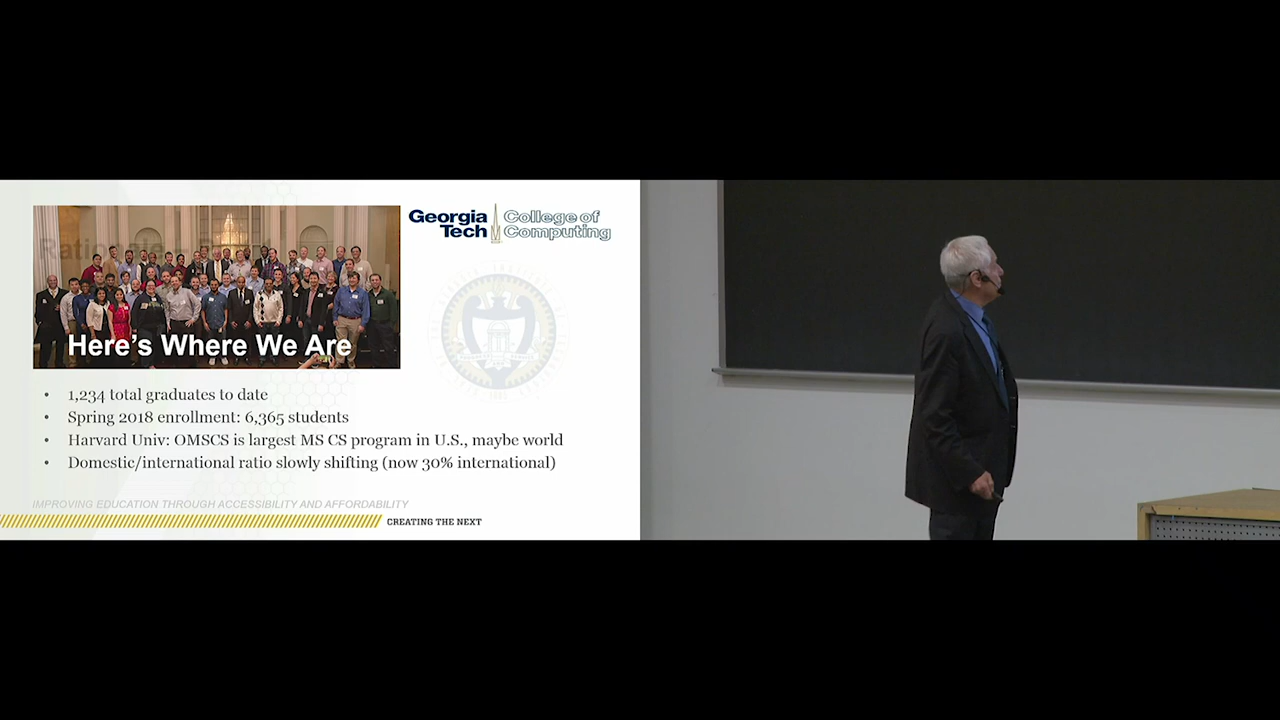 Georgia Tech
College of Computing
Rationale –
Here's Where We Are
• 1,234 total graduates to date
• Spring 2018 enrollment: 6,365 students
• Harvard Univ: OMSCS is largest MS CS program in U.S., maybe world
• Domestic/international ratio slowly shifting (now 30% international)
IMPROVING EDUCATION THROUGH ACCESSIBILITY AND AFFORDABILITY
CREATING THE NEXT